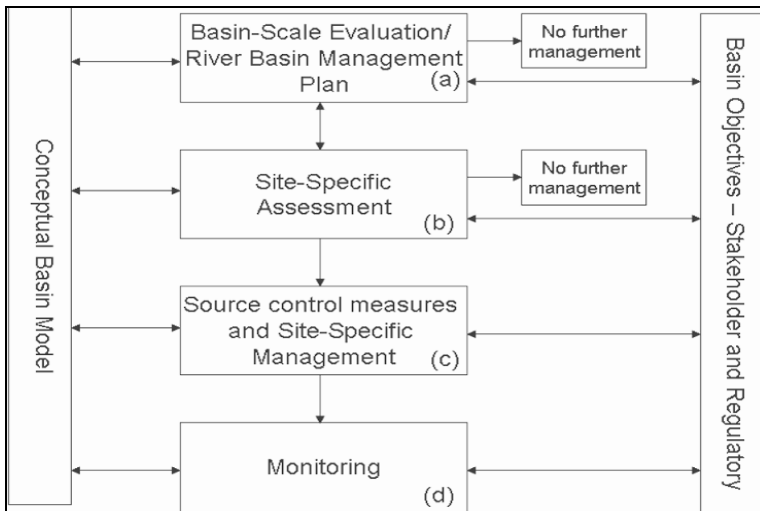 Basin-Scale Evaluation/
River Basin Management
Plan
(a)
No further
management
Site-Specific
Assessment
(b)
No further
management
Source control measures
and Site-Specific
Management
(c)
Monitoring
(d)
Conceptual Basin Model
Basin Objectives – Stakeholder and Regulatory